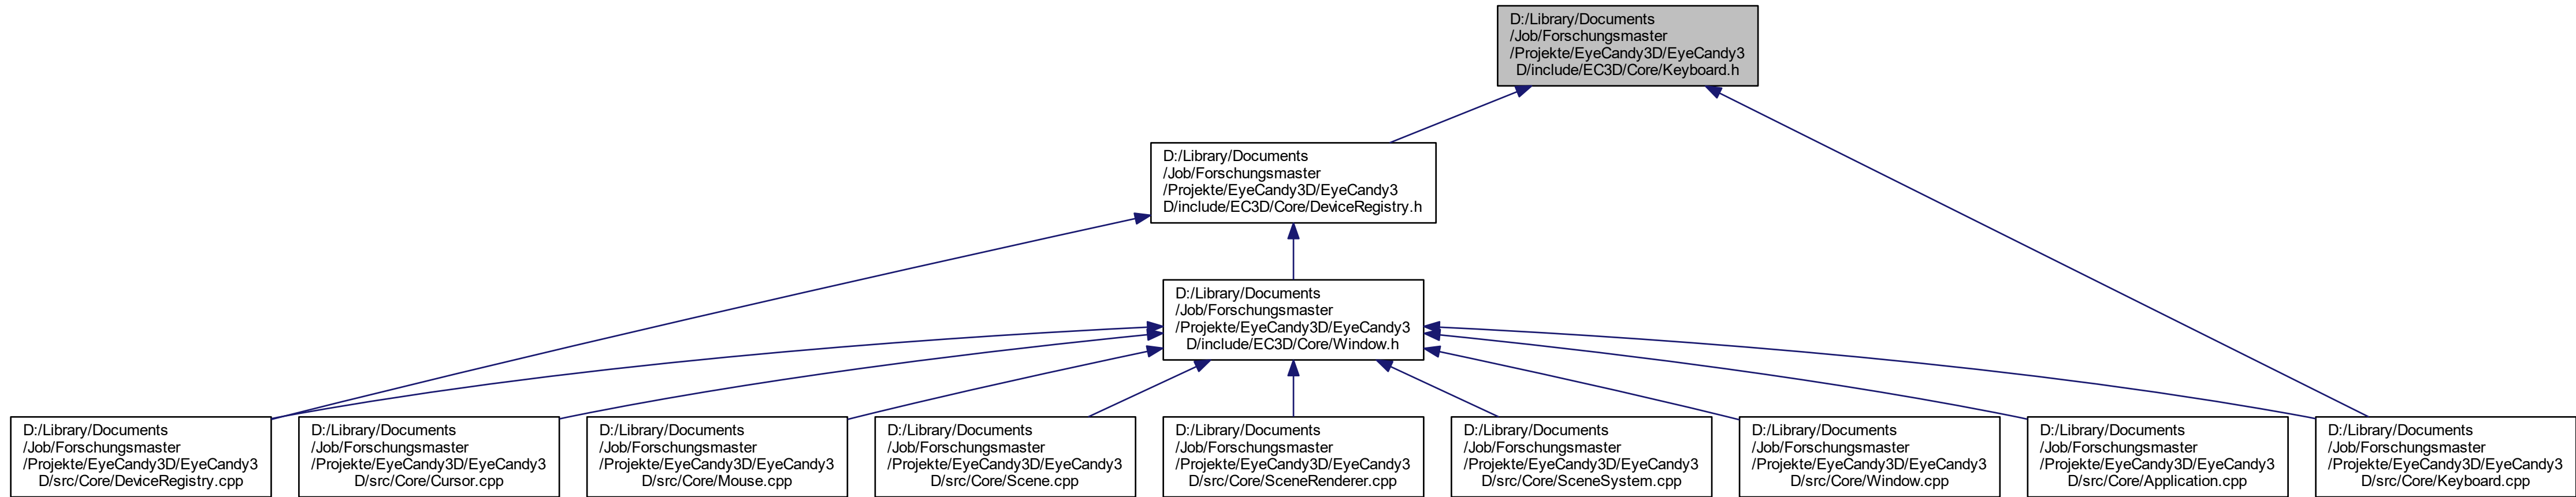 D:/Library/Documents
/Job/Forschungsmaster
/Projekte/EyeCandy3D/EyeCandy3
D/include/EC3D/Core/Keyboard.h
D:/Library/Documents
/Job/Forschungsmaster
/Projekte/EyeCandy3D/EyeCandy3
D/include/EC3D/Core/DeviceRegistry.h
D:/Library/Documents
/Job/Forschungsmaster
/Projekte/EyeCandy3D/EyeCandy3
D/include/EC3D/Core/Window.h
D:/Library/Documents
/Job/Forschungsmaster
/Projekte/EyeCandy3D/EyeCandy3
D/src/Core/DeviceRegistry.cpp
D:/Library/Documents
/Job/Forschungsmaster
/Projekte/EyeCandy3D/EyeCandy3
D/src/Core/Cursor.cpp
D:/Library/Documents
/Job/Forschungsmaster
/Projekte/EyeCandy3D/EyeCandy3
D/src/Core/Mouse.cpp
D:/Library/Documents
/Job/Forschungsmaster
/Projekte/EyeCandy3D/EyeCandy3
D/src/Core/Scene.cpp
D:/Library/Documents
/Job/Forschungsmaster
/Projekte/EyeCandy3D/EyeCandy3
D/src/Core/SceneRenderer.cpp
D:/Library/Documents
/Job/Forschungsmaster
/Projekte/EyeCandy3D/EyeCandy3
D/src/Core/SceneSystem.cpp
D:/Library/Documents
/Job/Forschungsmaster
/Projekte/EyeCandy3D/EyeCandy3
D/src/Core/Window.cpp
D:/Library/Documents
/Job/Forschungsmaster
/Projekte/EyeCandy3D/EyeCandy3
D/src/Core/Application.cpp
D:/Library/Documents
/Job/Forschungsmaster
/Projekte/EyeCandy3D/EyeCandy3
D/src/Core/Keyboard.cpp